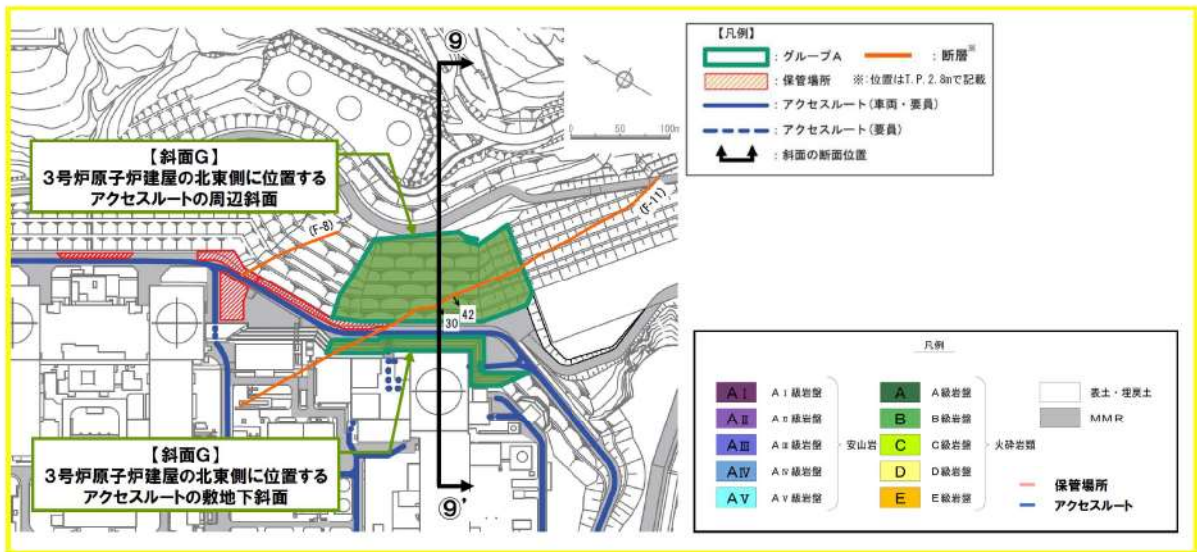 ⑨
【斜面G】
3号炉原子炉建屋の北東側に位置する
アクセスルートの周辺斜面
(F-8)
(F-11)
42
30
【斜面G】
3号炉原子炉建屋の北東側に位置する
アクセスルートの敷地下斜面
⑨'
0 50 100m
【凡例】
:グループA :断層※
:保管場所 ※:位置はT.P.2.8mで記載
:アクセスルート(車両・要員)
:アクセスルート(要員)
:斜面の断面位置
凡例
AⅠ AⅠ級岩盤 A A級岩盤 表土・埋戻土
AⅡ AⅡ級岩盤 B B級岩盤 MMR
AⅢ AⅢ級岩盤 安山岩 C C級岩盤 火砕岩類
AⅣ AⅣ級岩盤 D D級岩盤
AⅤ AⅤ級岩盤 E E級岩盤
保管場所
アクセスルート